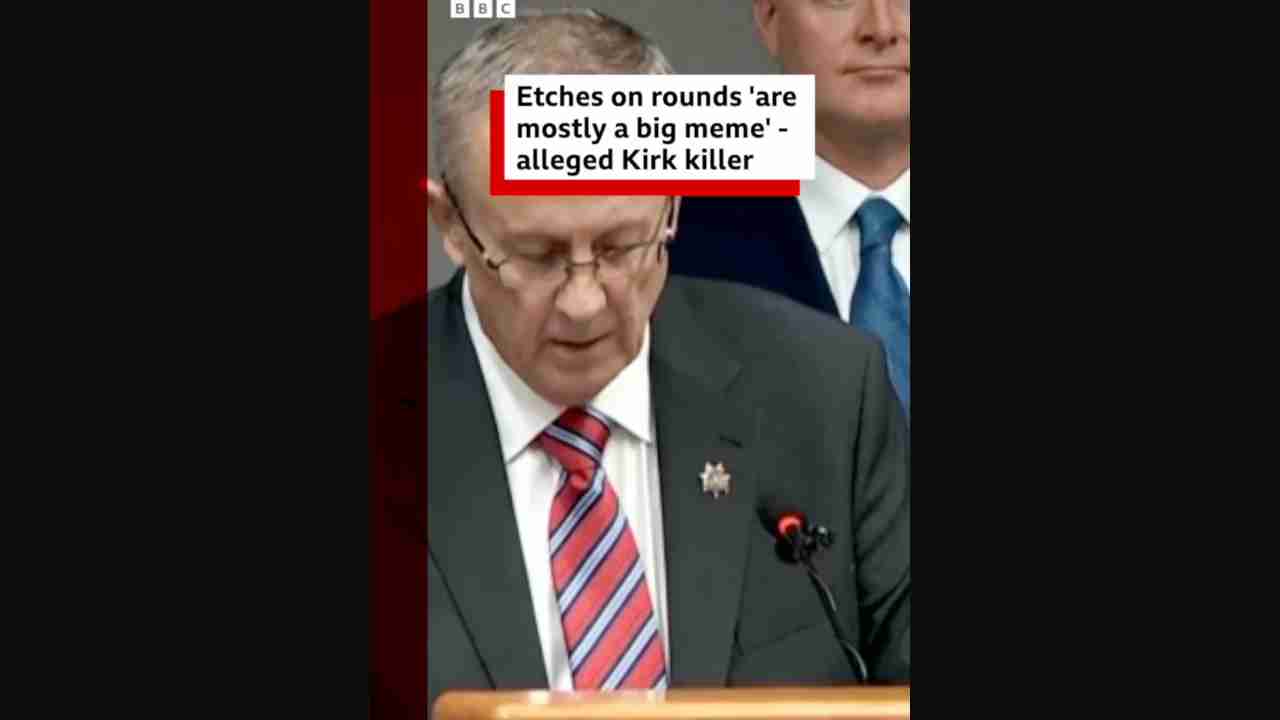 BBC
Etches on rounds 'are
mostly a big meme' -
alleged Kirk killer